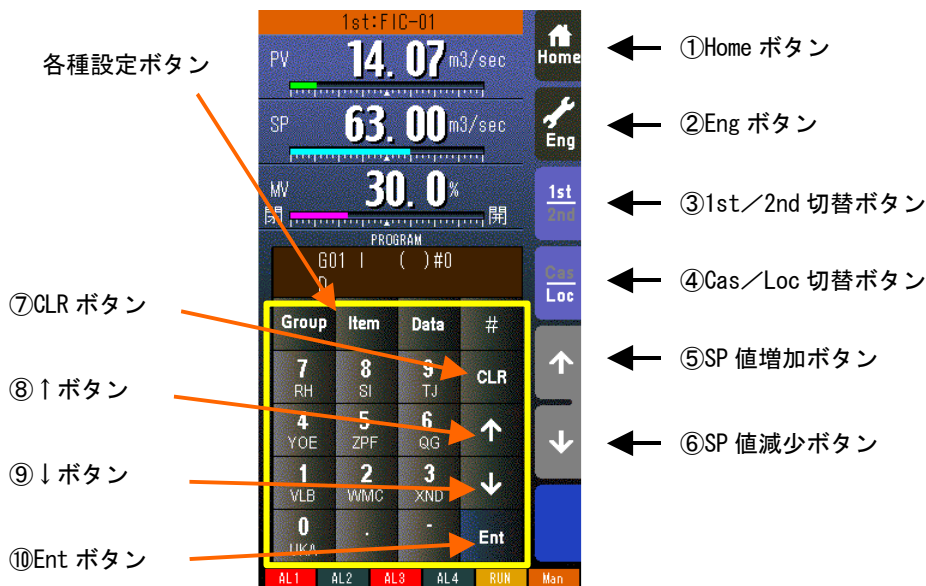 1st:FIC-01
PV 14.07 m3/sec
SP 63.00 m3/sec
MV 30.0 %
閉 開
PROGRAM
G01 I ( )#0
D
Group Item Data #
7 8 9 CLR
RH SI TJ
4 5 6 ↑
YOE ZPF QG
1 2 3 ↓
VLB WMC XND
0 . - Ent
UKA
AL1 AL2 AL3 AL4 RUN Man
Home
Eng
1st
2nd
Cas
Loc
↑
↓
各種設定ボタン
⑦CLR ボタン
⑧↑ボタン
⑨↓ボタン
⑩Ent ボタン
①Home ボタン
②Eng ボタン
③1st／2nd 切替ボタン
④Cas／Loc 切替ボタン
⑤SP 値増加ボタン
⑥SP 値減少ボタン